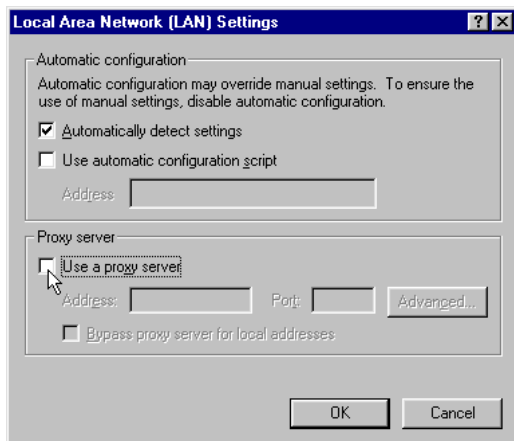 Local Area Network (LAN) Settings
Automatic configuration
Automatic configuration may override manual settings. To ensure the
use of manual settings, disable automatic configuration.
Automatically detect settings
Use automatic configuration script
Address
Proxy server
Use a proxy server
Address: Port: Advanced...
Bypass proxy server for local addresses
OK Cancel